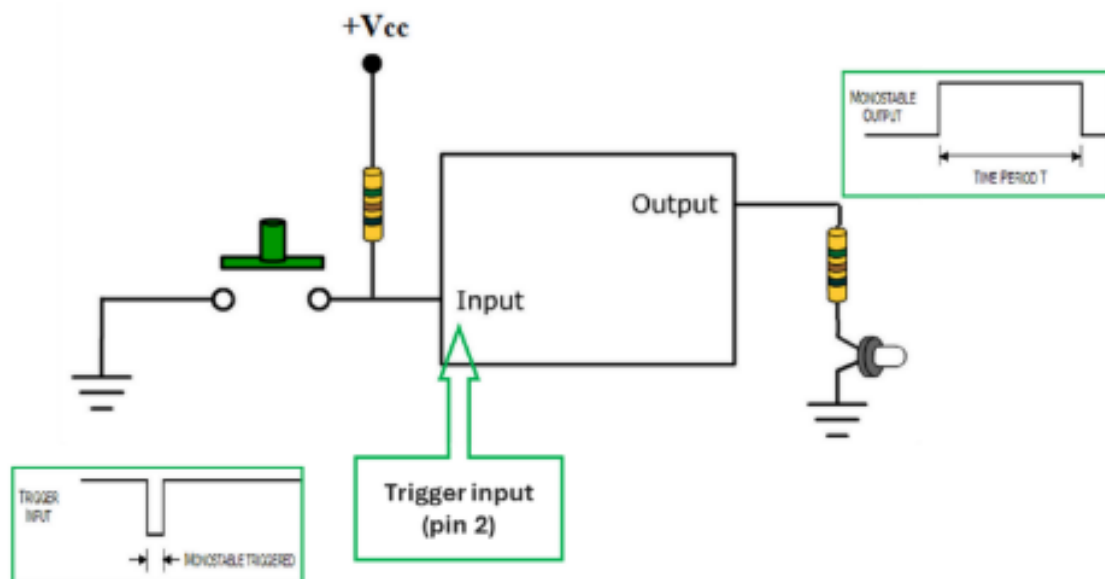 +Vcc
MONOSTABLE
OUTPUT
TIME PERIOD T
Output
Input
Trigger input
(pin 2)
TRIGGER
INPUT
MONOSTABLE TRIGGERED